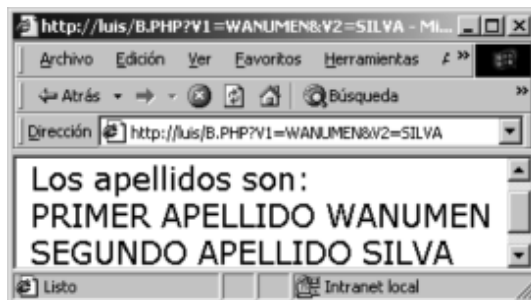 http://luis/B.PHP?V1=WANUMEN&V2=SILVA - Mi...
Archivo Edición Ver Favoritos Herramientas
Atrás Búsqueda
Dirección http://luis/B.PHP?V1=WANUMEN&V2=SILVA
Los apellidos son:
PRIMER APELLIDO WANUMEN
SEGUNDO APELLIDO SILVA
Listo Intranet local